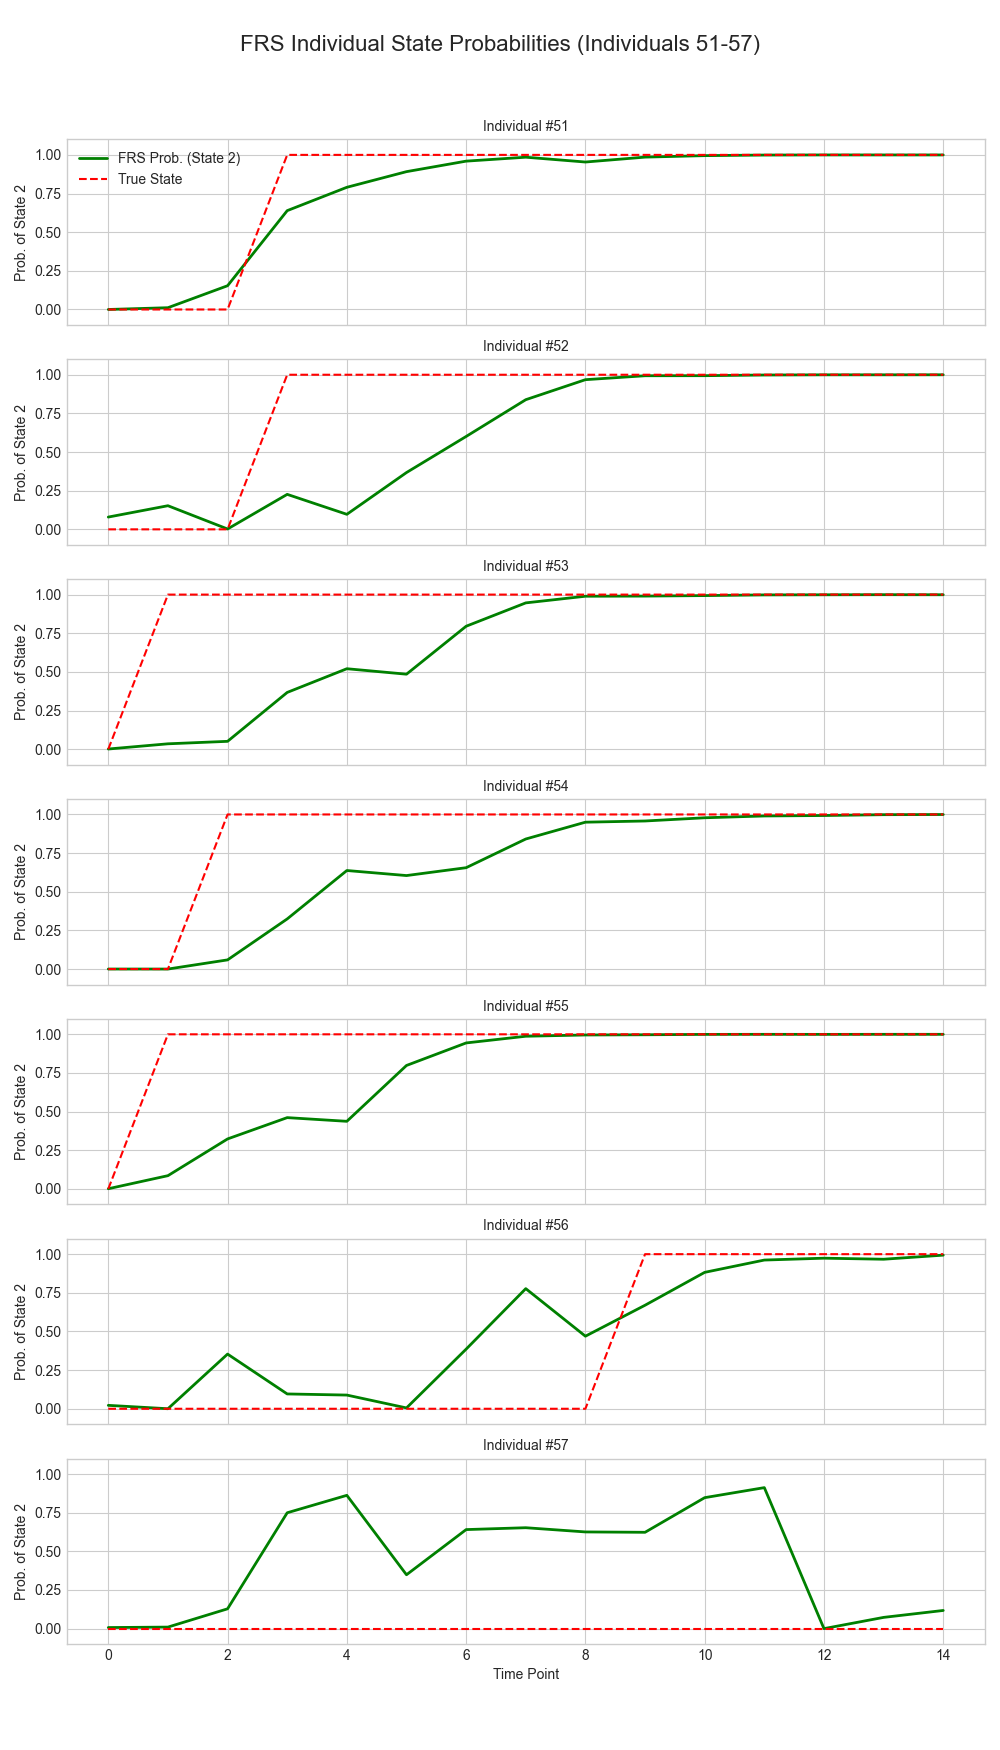 FRS Individual State Probabilities (Individuals 51-57)
Individual #51
Prob. of State 2
1.00
0.75
0.50
0.25
0.00
FRS Prob. (State 2)
True State
Individual #52
Prob. of State 2
1.00
0.75
0.50
0.25
0.00
Individual #53
Prob. of State 2
1.00
0.75
0.50
0.25
0.00
Individual #54
Prob. of State 2
1.00
0.75
0.50
0.25
0.00
Individual #55
Prob. of State 2
1.00
0.75
0.50
0.25
0.00
Individual #56
Prob. of State 2
1.00
0.75
0.50
0.25
0.00
Individual #57
Prob. of State 2
1.00
0.75
0.50
0.25
0.00
0 2 4 6 8 10 12 14
Time Point